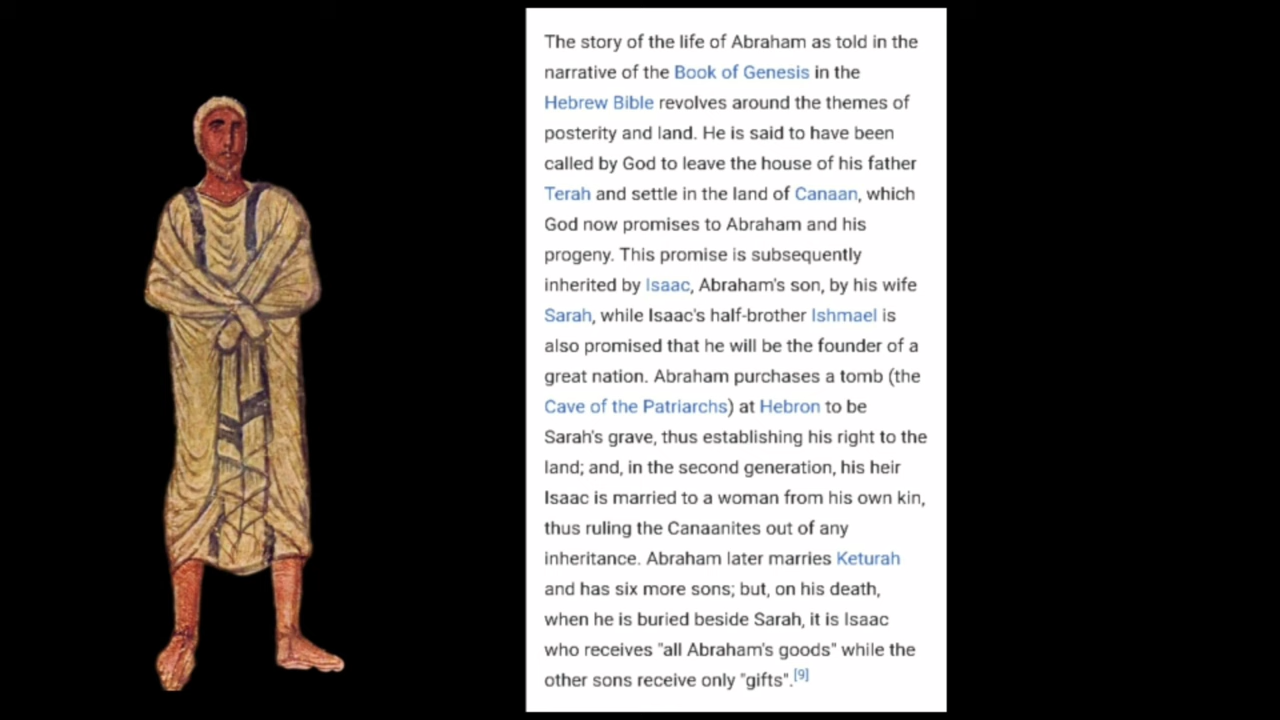 The story of the life of Abraham as told in the
narrative of the Book of Genesis in the
Hebrew Bible revolves around the themes of
posterity and land. He is said to have been
called by God to leave the house of his father
Terah and settle in the land of Canaan, which
God now promises to Abraham and his
progeny. This promise is subsequently
inherited by Isaac, Abraham's son, by his wife
Sarah, while Isaac's half-brother Ishmael is
also promised that he will be the founder of a
great nation. Abraham purchases a tomb (the
Cave of the Patriarchs) at Hebron to be
Sarah's grave, thus establishing his right to the
land; and, in the second generation, his heir
Isaac is married to a woman from his own kin,
thus ruling the Canaanites out of any
inheritance. Abraham later marries Keturah
and has six more sons; but, on his death,
when he is buried beside Sarah, it is Isaac
who receives "all Abraham's goods" while the
other sons receive only "gifts".[9]